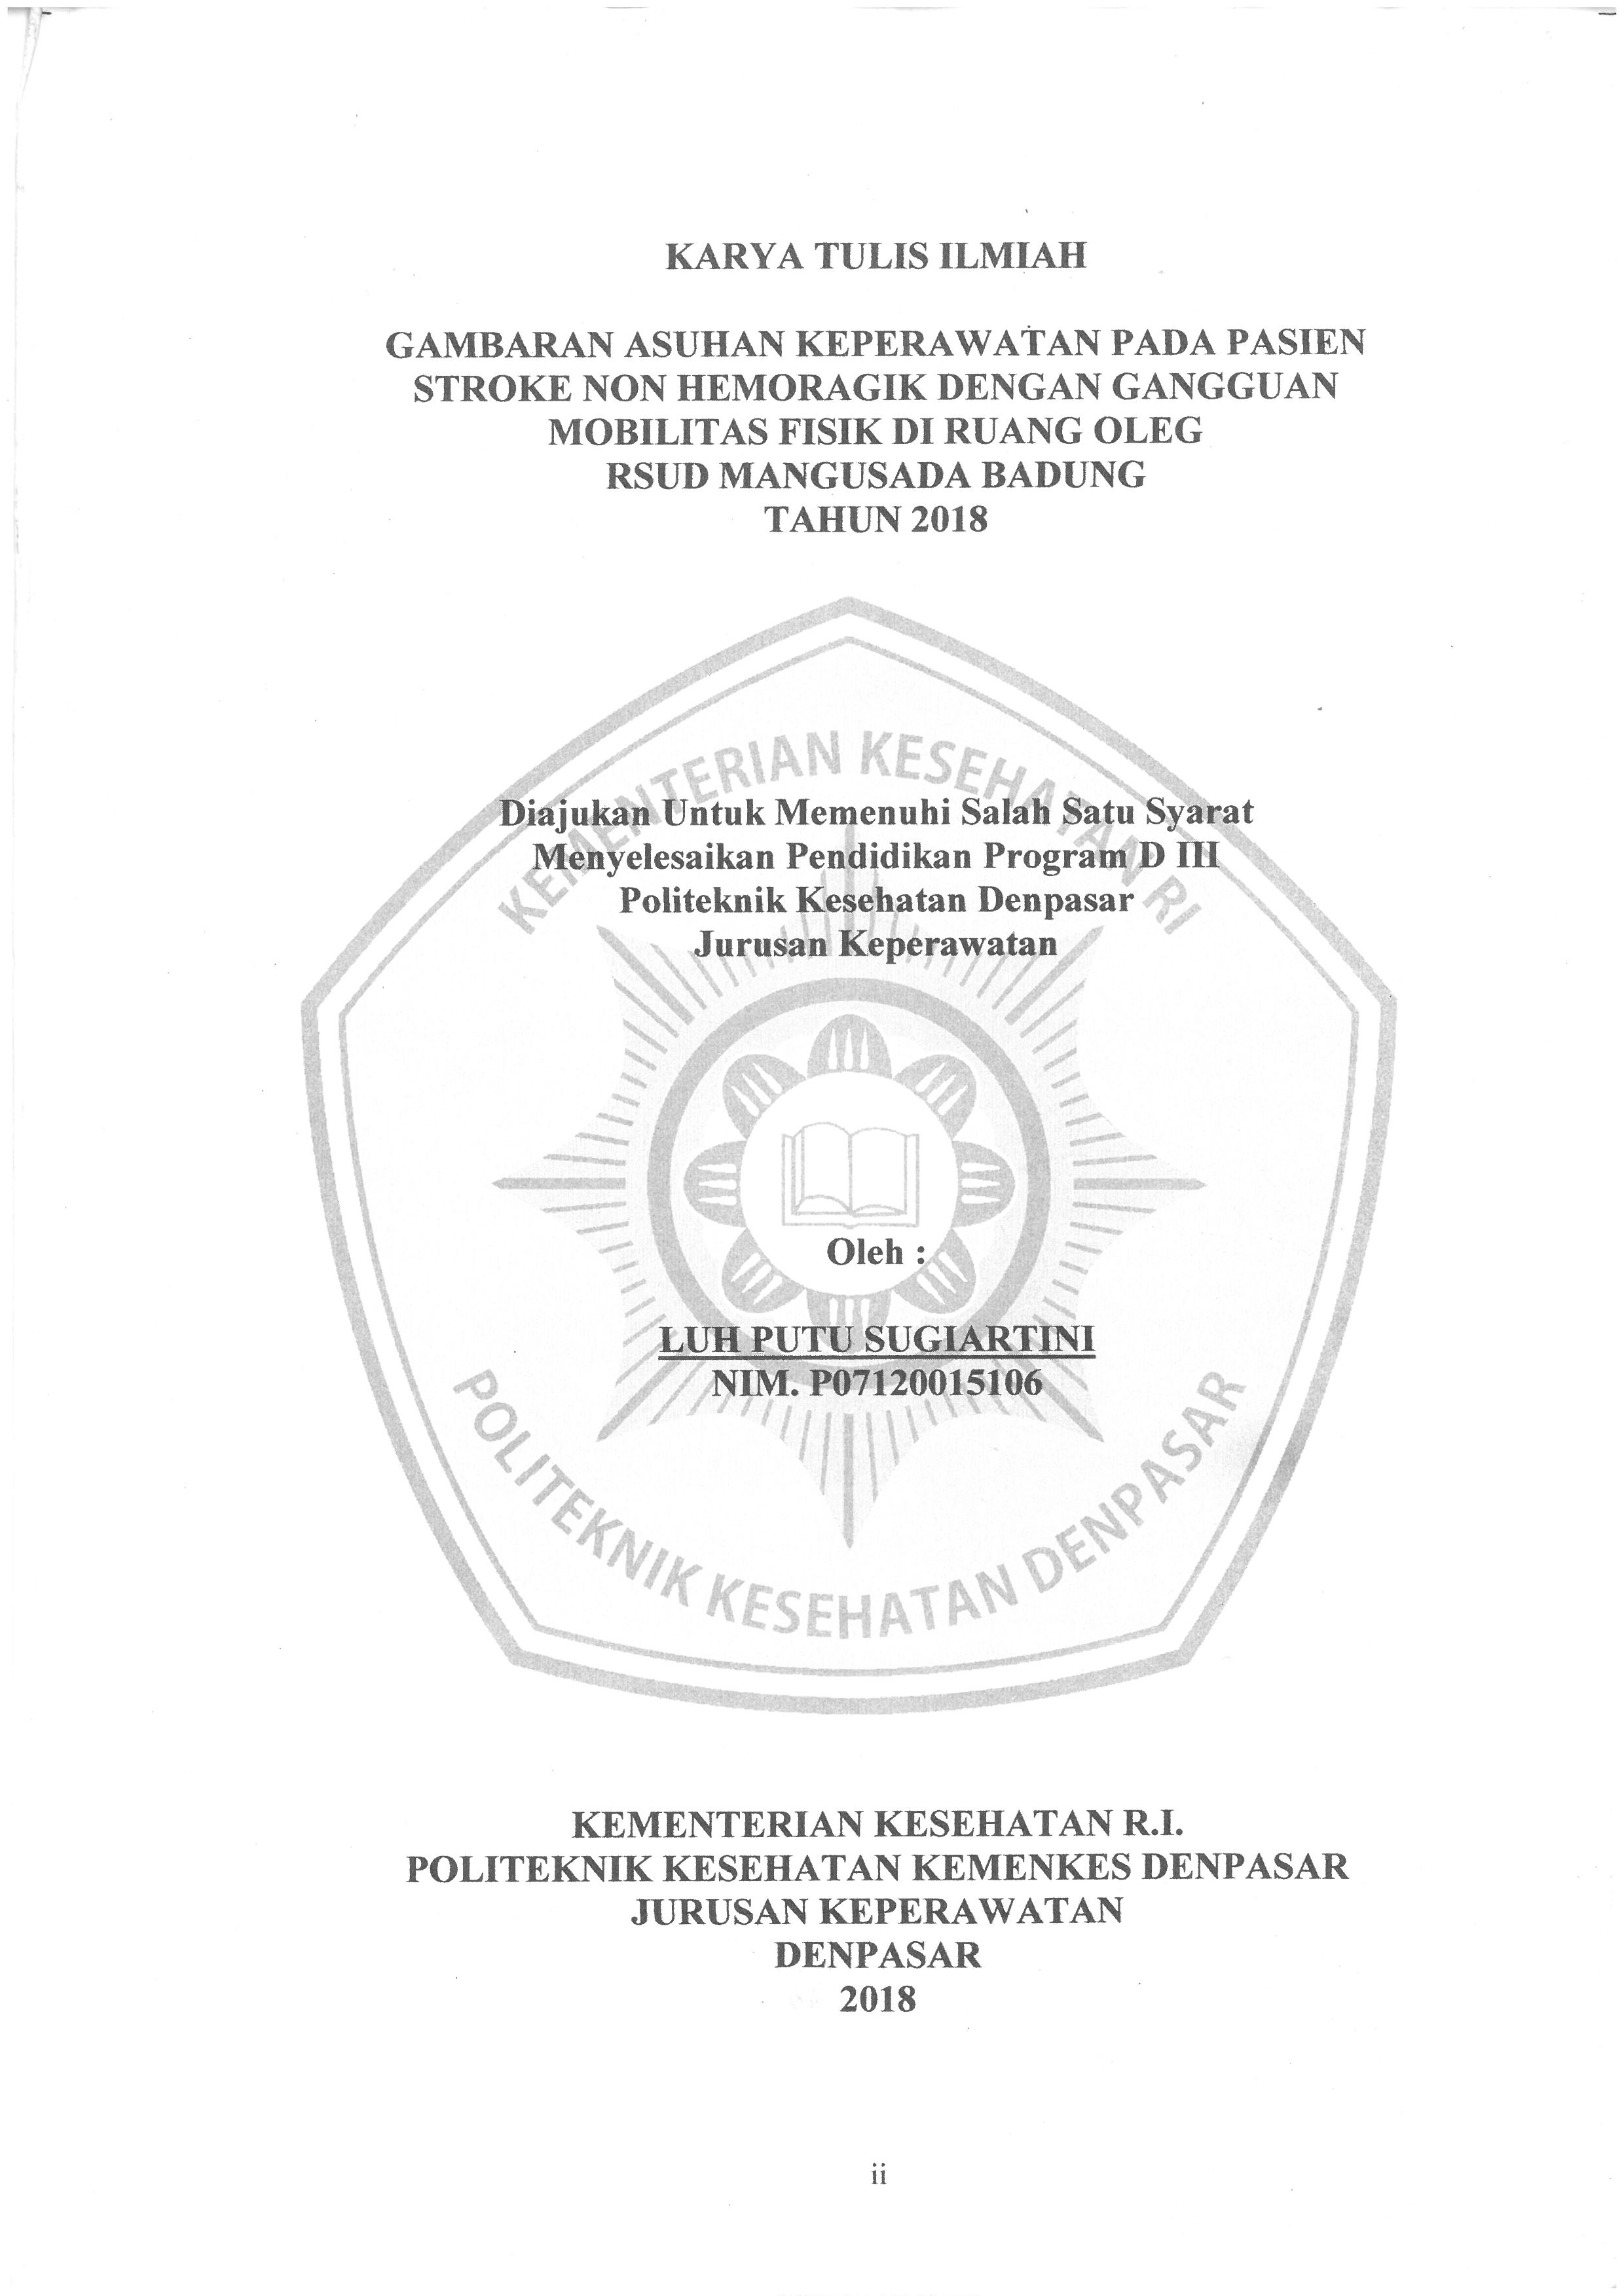 KARYA TULIS ILMIAH
GAMBARAN ASUHAN KEPERAWATAN PADA PASIEN
STROKE NON HEMORAGIK DENGAN GANGGUAN
MOBILITAS FISIK DI RUANG OLEG
RSUD MANGUSADA BADUNG
TAHUN 2018
KEMENTERIAN KESEHATAN RI
Diajukan Untuk Memenuhi Salah Satu Syarat
Menyelesaikan Pendidikan Program D III
Politeknik Kesehatan Denpasar
Jurusan Keperawatan
Oleh :
LUH PUTU SUGIARTINI
NIM. P07120015106
POLITEKNIK KESEHATAN DENPASAR
KEMENTERIAN KESEHATAN R.I.
POLITEKNIK KESEHATAN KEMENKES DENPASAR
JURUSAN KEPERAWATAN
DENPASAR
2018
ii